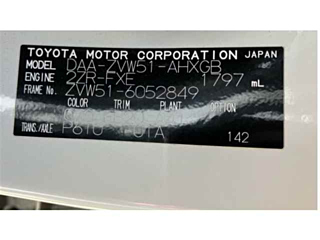 TOYOTA MOTOR CORPORATION JAPAN
MODEL DAA-ZVW51-AHXGB
ENGINE 2ZR-FXE 1797 mL
FRAME No. ZVW51-6052849
COLOR TRIM PLANT OPTION
TRANS./AXLE P610 142